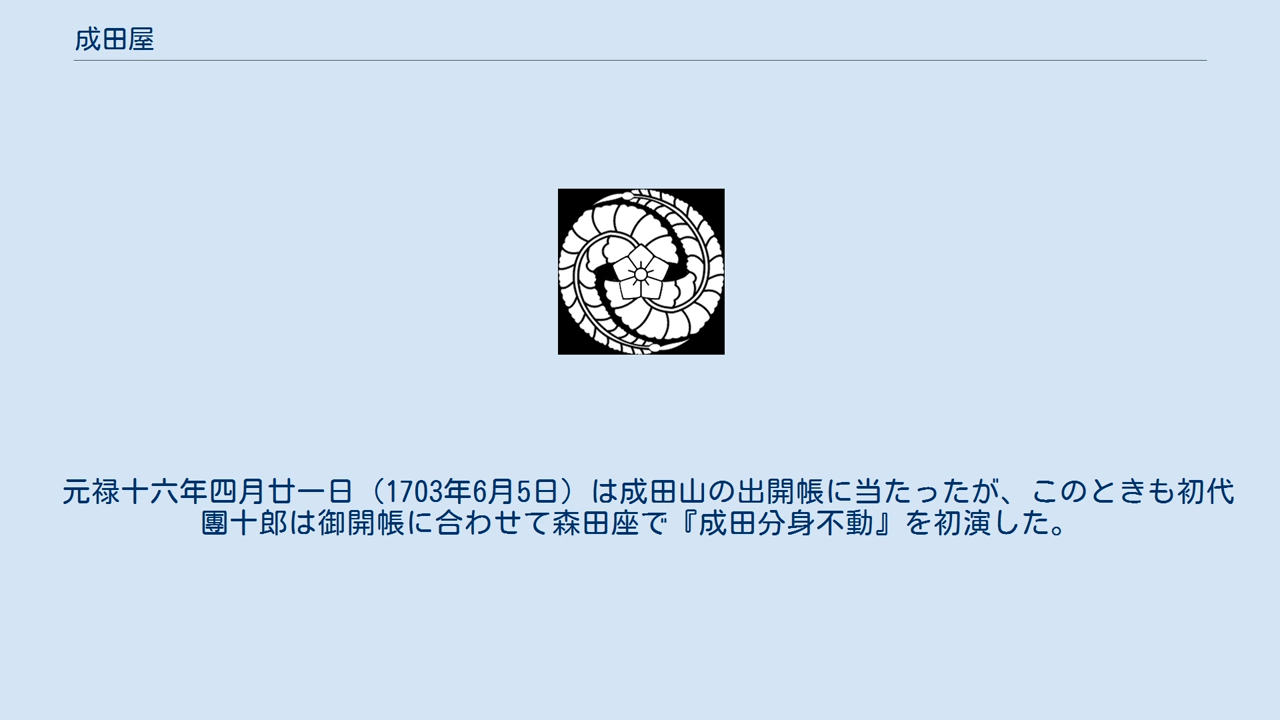 成田屋
元禄十六年四月廿一日（1703年6月5日）は成田山の出開帳に当たったが、このときも初代
團十郎は御開帳に合わせて森田座で『成田分身不動』を初演した。